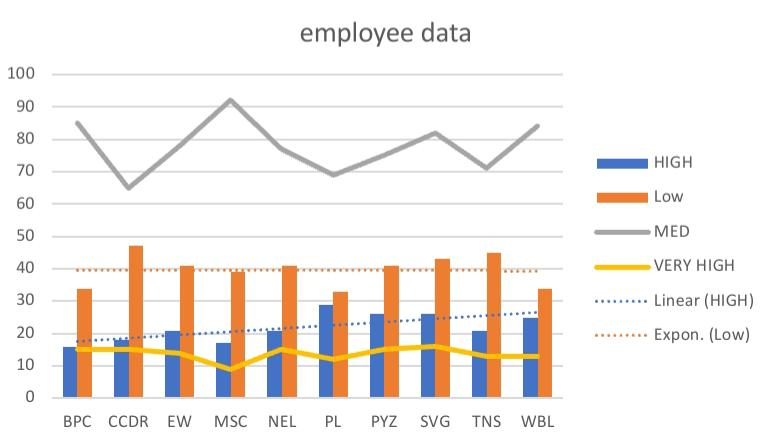 employee data
100
90
80
70
60
50
40
30
20
10
0
BPC CCDR EW MSC NEL PL PYZ SVG TNS WBL
HIGH
Low
MED
VERY HIGH
Linear (HIGH)
Expon. (Low)